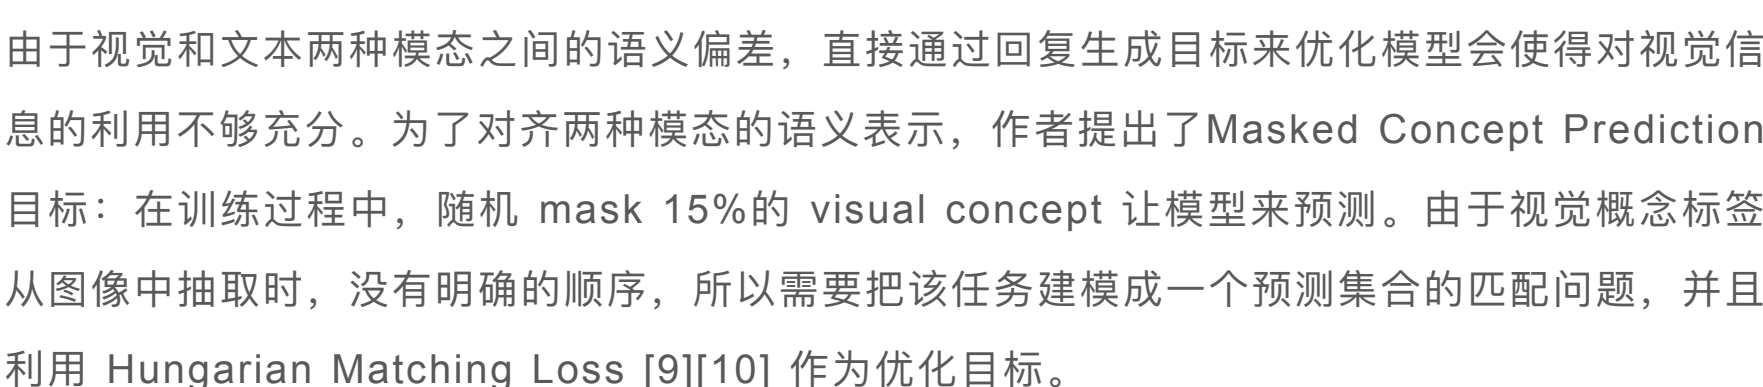 由于视觉和文本两种模态之间的语义偏差，直接通过回复生成目标来优化模型会使得对视觉信
息的利用不够充分。为了对齐两种模态的语义表示，作者提出了Masked Concept Prediction
目标：在训练过程中，随机 mask 15%的 visual concept 让模型来预测。由于视觉概念标签
从图像中抽取时，没有明确的顺序，所以需要把该任务建模成一个预测集合的匹配问题，并且
利用 Hungarian Matching Loss [9][10] 作为优化目标。